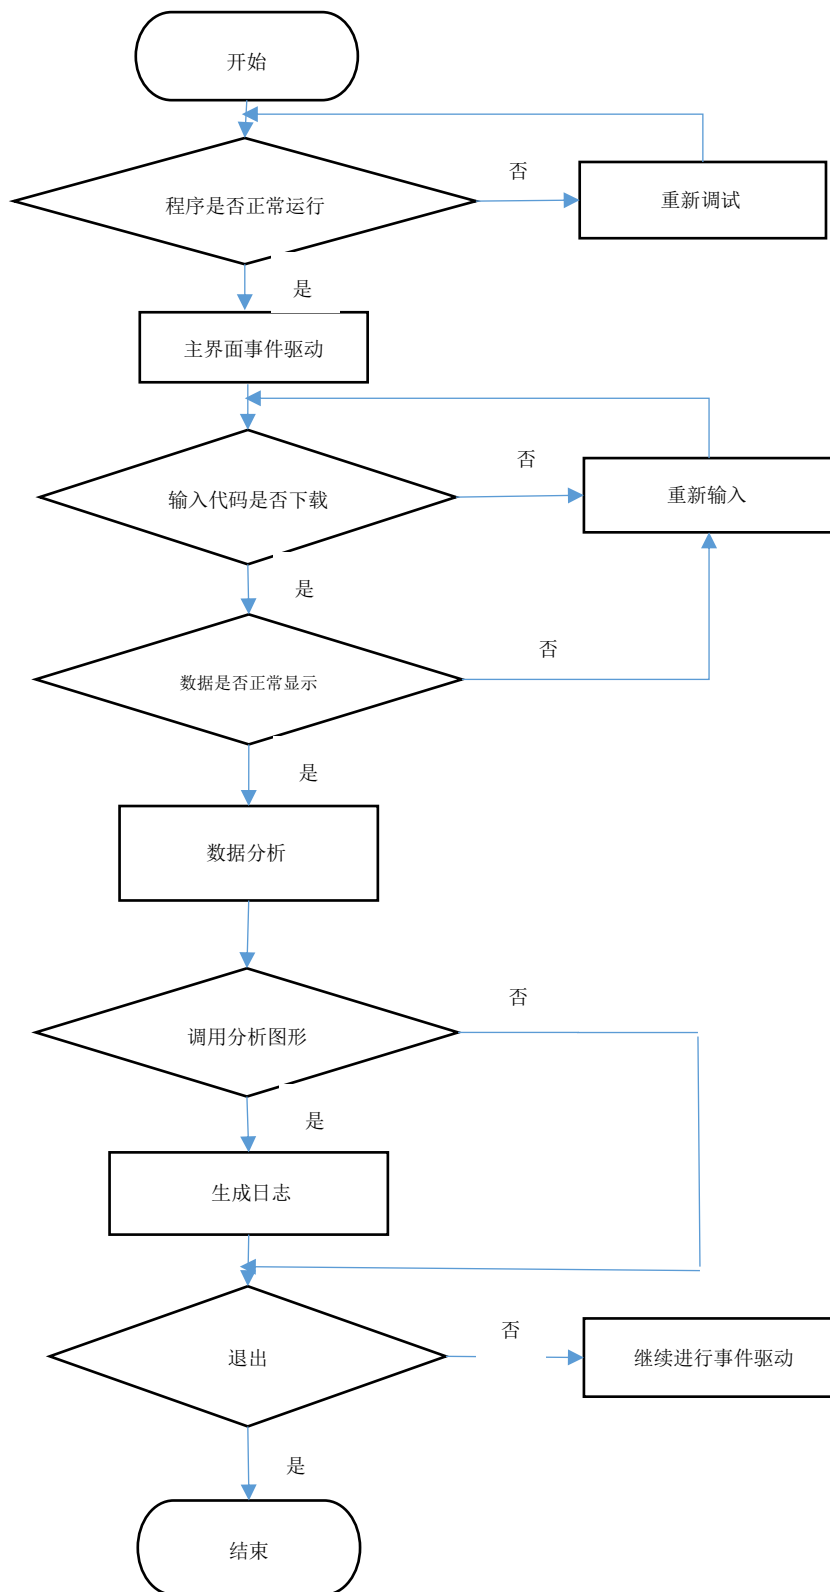 开始
程序是否正常运行
否
重新调试
是
主界面事件驱动
输入代码是否下载
否
重新输入
是
数据是否正常显示
否
是
数据分析
调用分析图形
否
是
生成日志
退出
否
继续进行事件驱动
是
结束